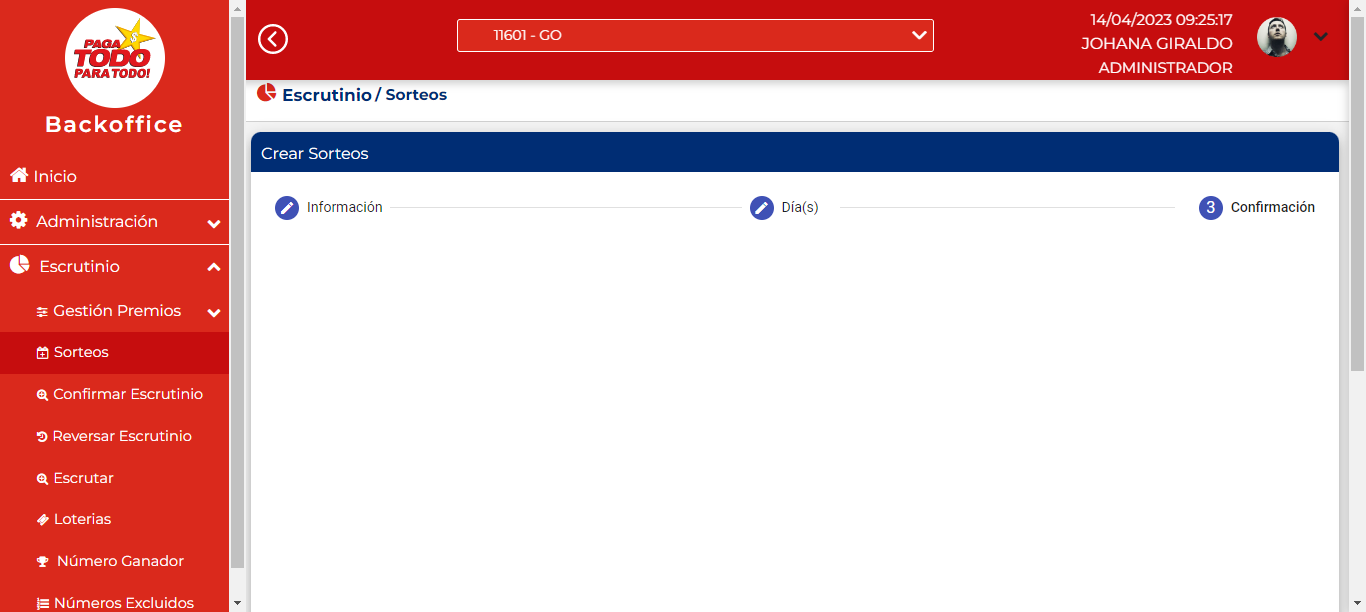 PAGA
TODO
PARA TODO!
Backoffice
Inicio
Administración
Escrutinio
Gestión Premios
Sorteos
Confirmar Escrutinio
Reversar Escrutinio
Escrutar
Loterias
Número Ganador
Números Excluidos
11601 - GO
14/04/2023 09:25:17
JOHANA GIRALDO
ADMINISTRADOR
Escrutinio / Sorteos
Crear Sorteos
Información
Día(s)
3 Confirmación